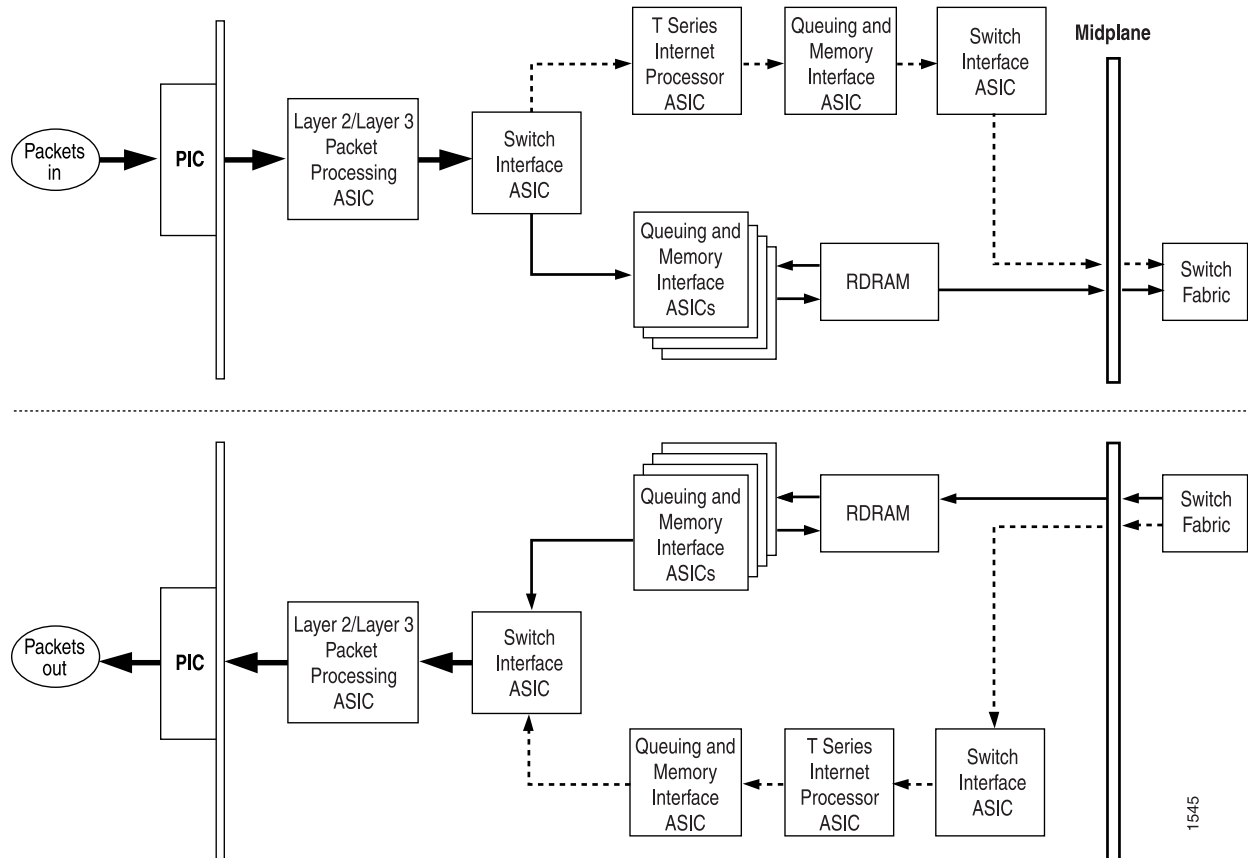 T Series
Internet
Processor
ASIC
Queuing and
Memory
Interface
ASIC
Switch
Interface
ASIC
Midplane
Packets
in
PIC
Layer 2/Layer 3
Packet
Processing
ASIC
Switch
Interface
ASIC
Queuing and
Memory
Interface
ASICs
RDRAM
Switch
Fabric
Queuing and
Memory
Interface
ASICs
RDRAM
Switch
Fabric
Packets
out
PIC
Layer 2/Layer 3
Packet
Processing
ASIC
Switch
Interface
ASIC
Queuing and
Memory
Interface
ASIC
T Series
Internet
Processor
ASIC
Switch
Interface
ASIC
1545